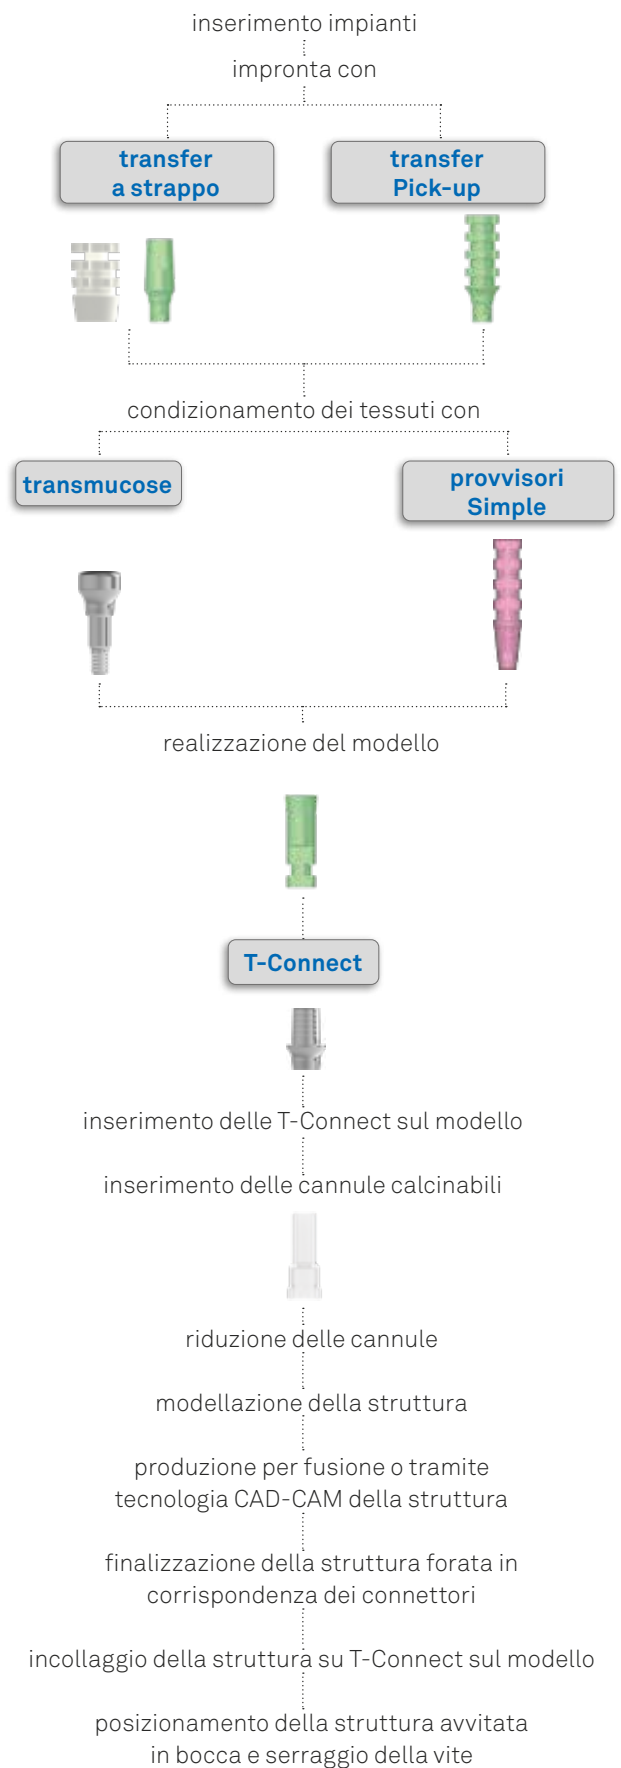 inserimento impianti
impronta con
transfer
a strappo
transfer
Pick-up
condizionamento dei tessuti con
transmucose
provvisori
Simple
realizzazione del modello
T-Connect
inserimento delle T-Connect sul modello
inserimento delle cannule calcinabili
riduzione delle cannule
modellazione della struttura
produzione per fusione o tramite
tecnologia CAD-CAM della struttura
finalizzazione della struttura forata in
corrispondenza dei connettori
incollaggio della struttura su T-Connect sul modello
posizionamento della struttura avvitata
in bocca e serraggio della vite